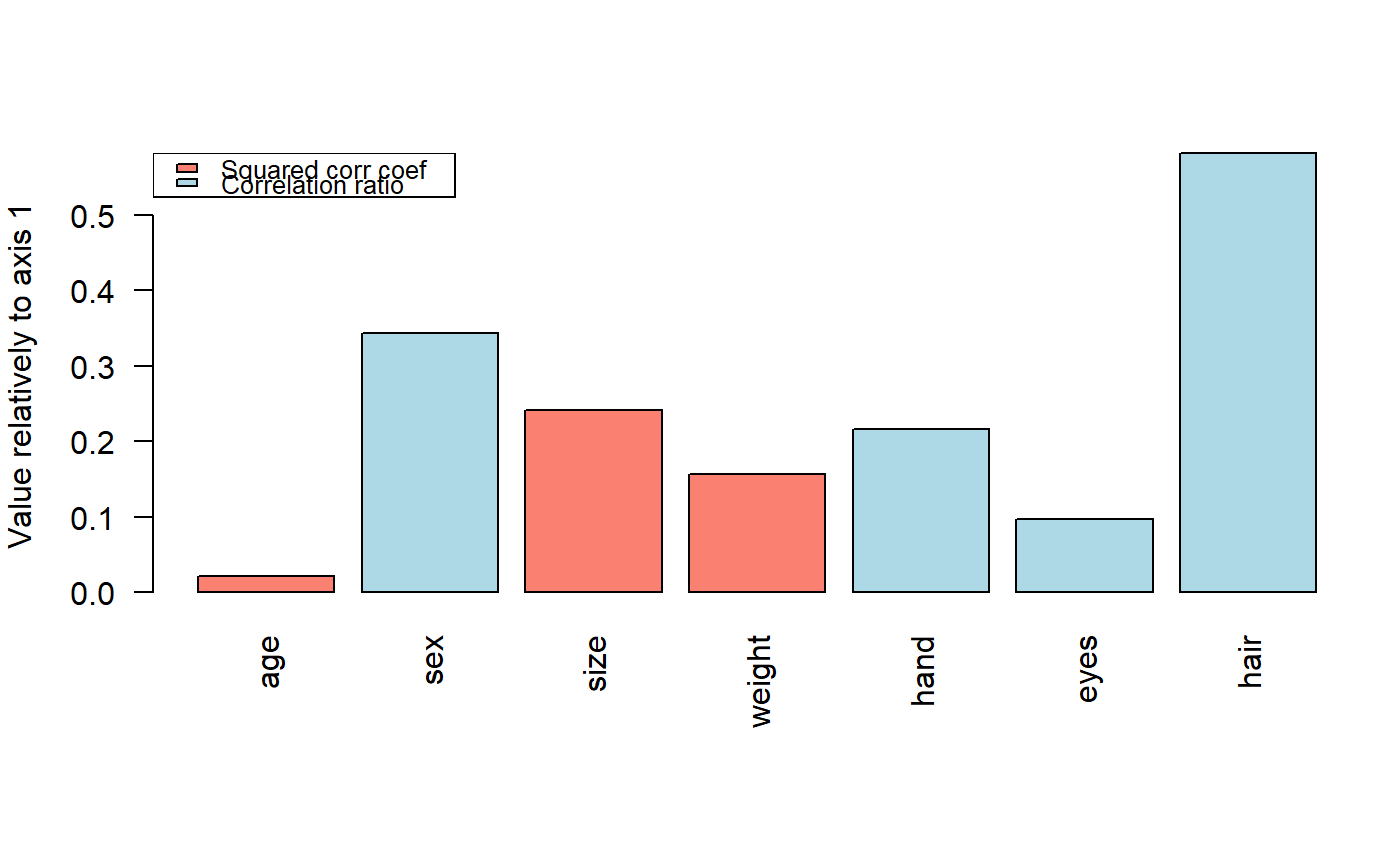 Squared corr coef
Correlation ratio
Value relatively to axis 1
0.5
0.4
0.3
0.2
0.1
0.0
age
sex
size
weight
hand
eyes
hair